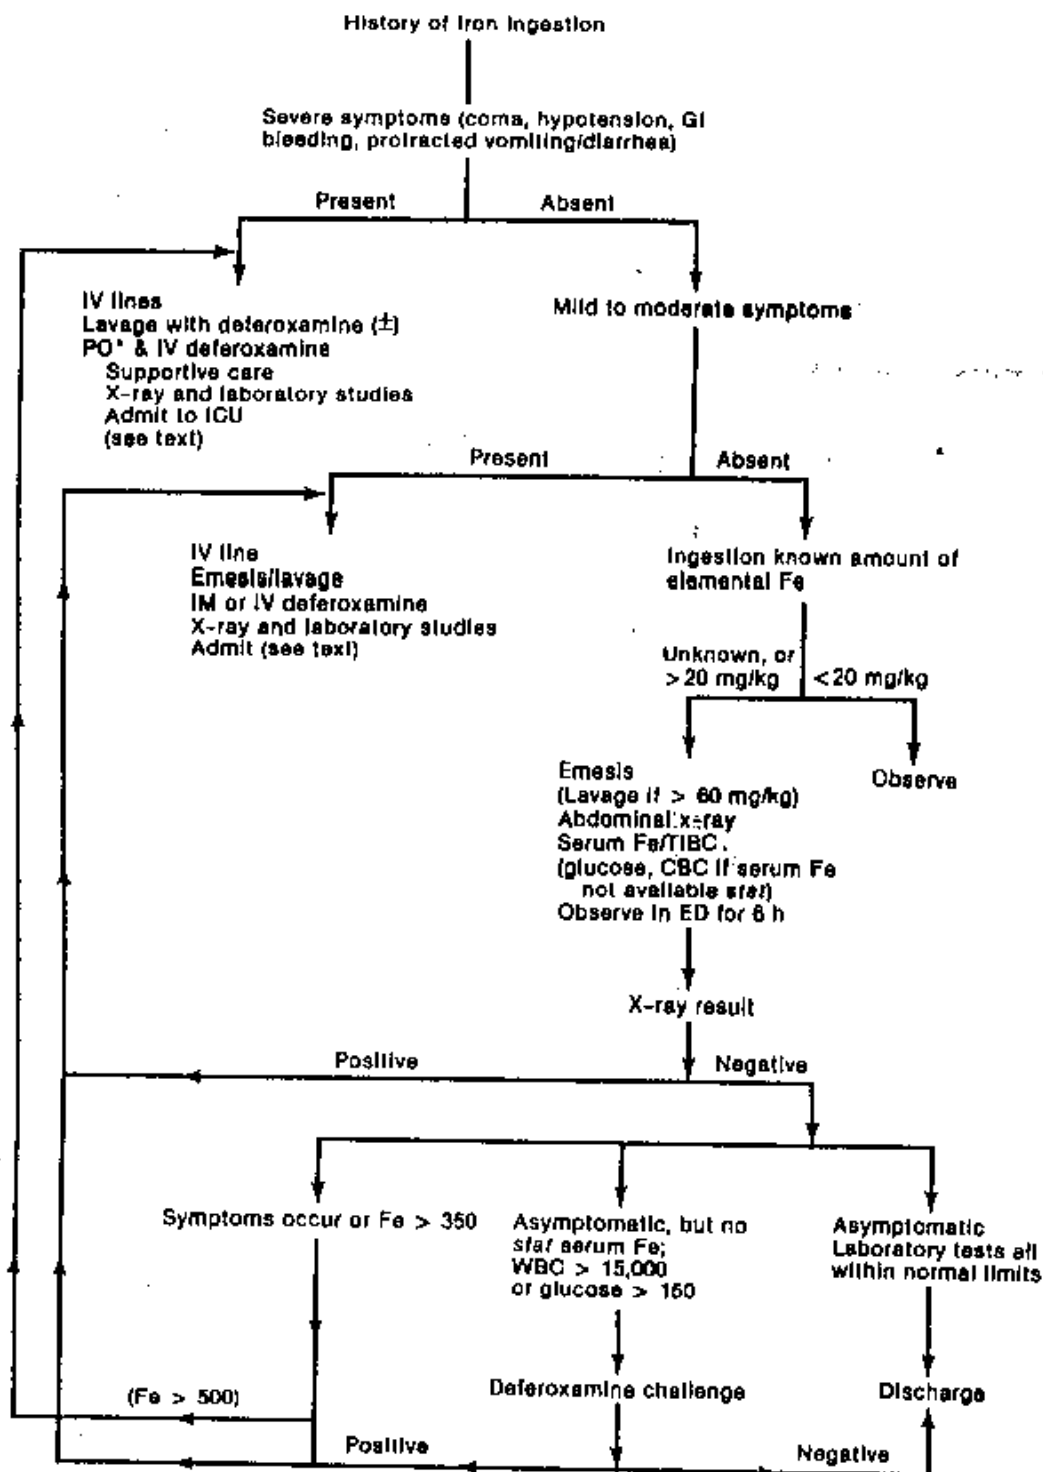 History of Iron Ingestion
Severe symptoms (coma, hypotension, GI
bleeding, protracted vomiting/diarrhea)
Present
Absent
IV lines
Lavage with deferoxamine (±)
PO* & IV deferoxamine
Supportive care
X-ray and laboratory studies
Admit to ICU
(see text)
Mild to moderate symptoms
Present
Absent
IV line
Emesis/lavage
IM or IV deferoxamine
X-ray and laboratory studies
Admit (see text)
Ingestion known amount of
elemental Fe
Unknown, or
>20 mg/kg
<20 mg/kg
Emesis
(Lavage if > 60 mg/kg)
Abdominal x-ray
Serum Fe/TIBC
(glucose, CBC if serum Fe
not available stat)
Observe in ED for 6 h
Observe
X-ray result
Positive
Negative
Symptoms occur or Fe > 350
Asymptomatic, but no
stat serum Fe;
WBC > 15,000
or glucose > 150
Asymptomatic
Laboratory tests all
within normal limits
(Fe > 500)
Deferoxamine challenge
Discharge
Positive
Negative